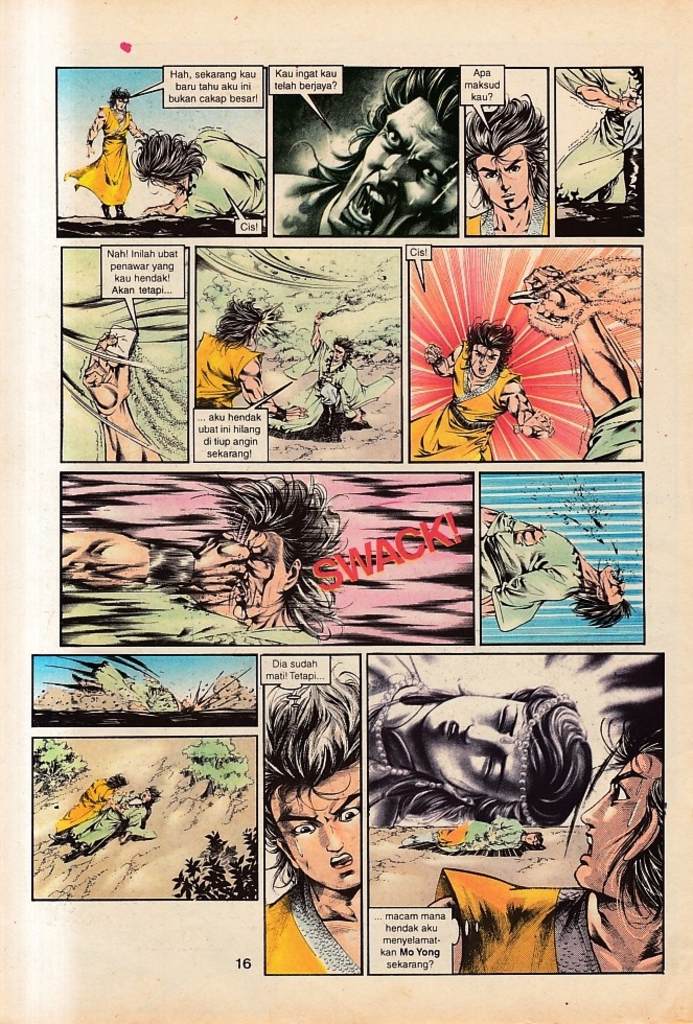 Hah, sekarang kau
baru tahu aku ini
bukan cakap besar!
Cis!
Kau ingat kau
telah berjaya?
Apa
maksud
kau?
Nah! Inilah ubat
penawar yang
kau hendak!
Akan tetapi...
... aku hendak
ubat ini hilang
di tiup angin
sekarang!
Cis!
SWACK!
Dia sudah
mati! Tetapi...
... macam mana
hendak aku
menyelamat-
kan Mo Yong
sekarang?
16